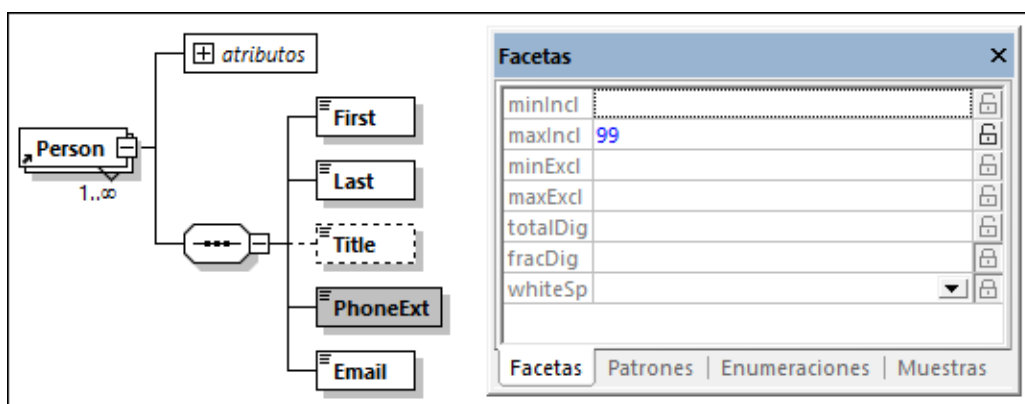 atributos
Person
1..∞
First
Last
Title
PhoneExt
Email
Facetas
minIncl
maxIncl 99
minExcl
maxExcl
totalDig
fracDig
whiteSp
Facetas Patrones Enumeraciones Muestras